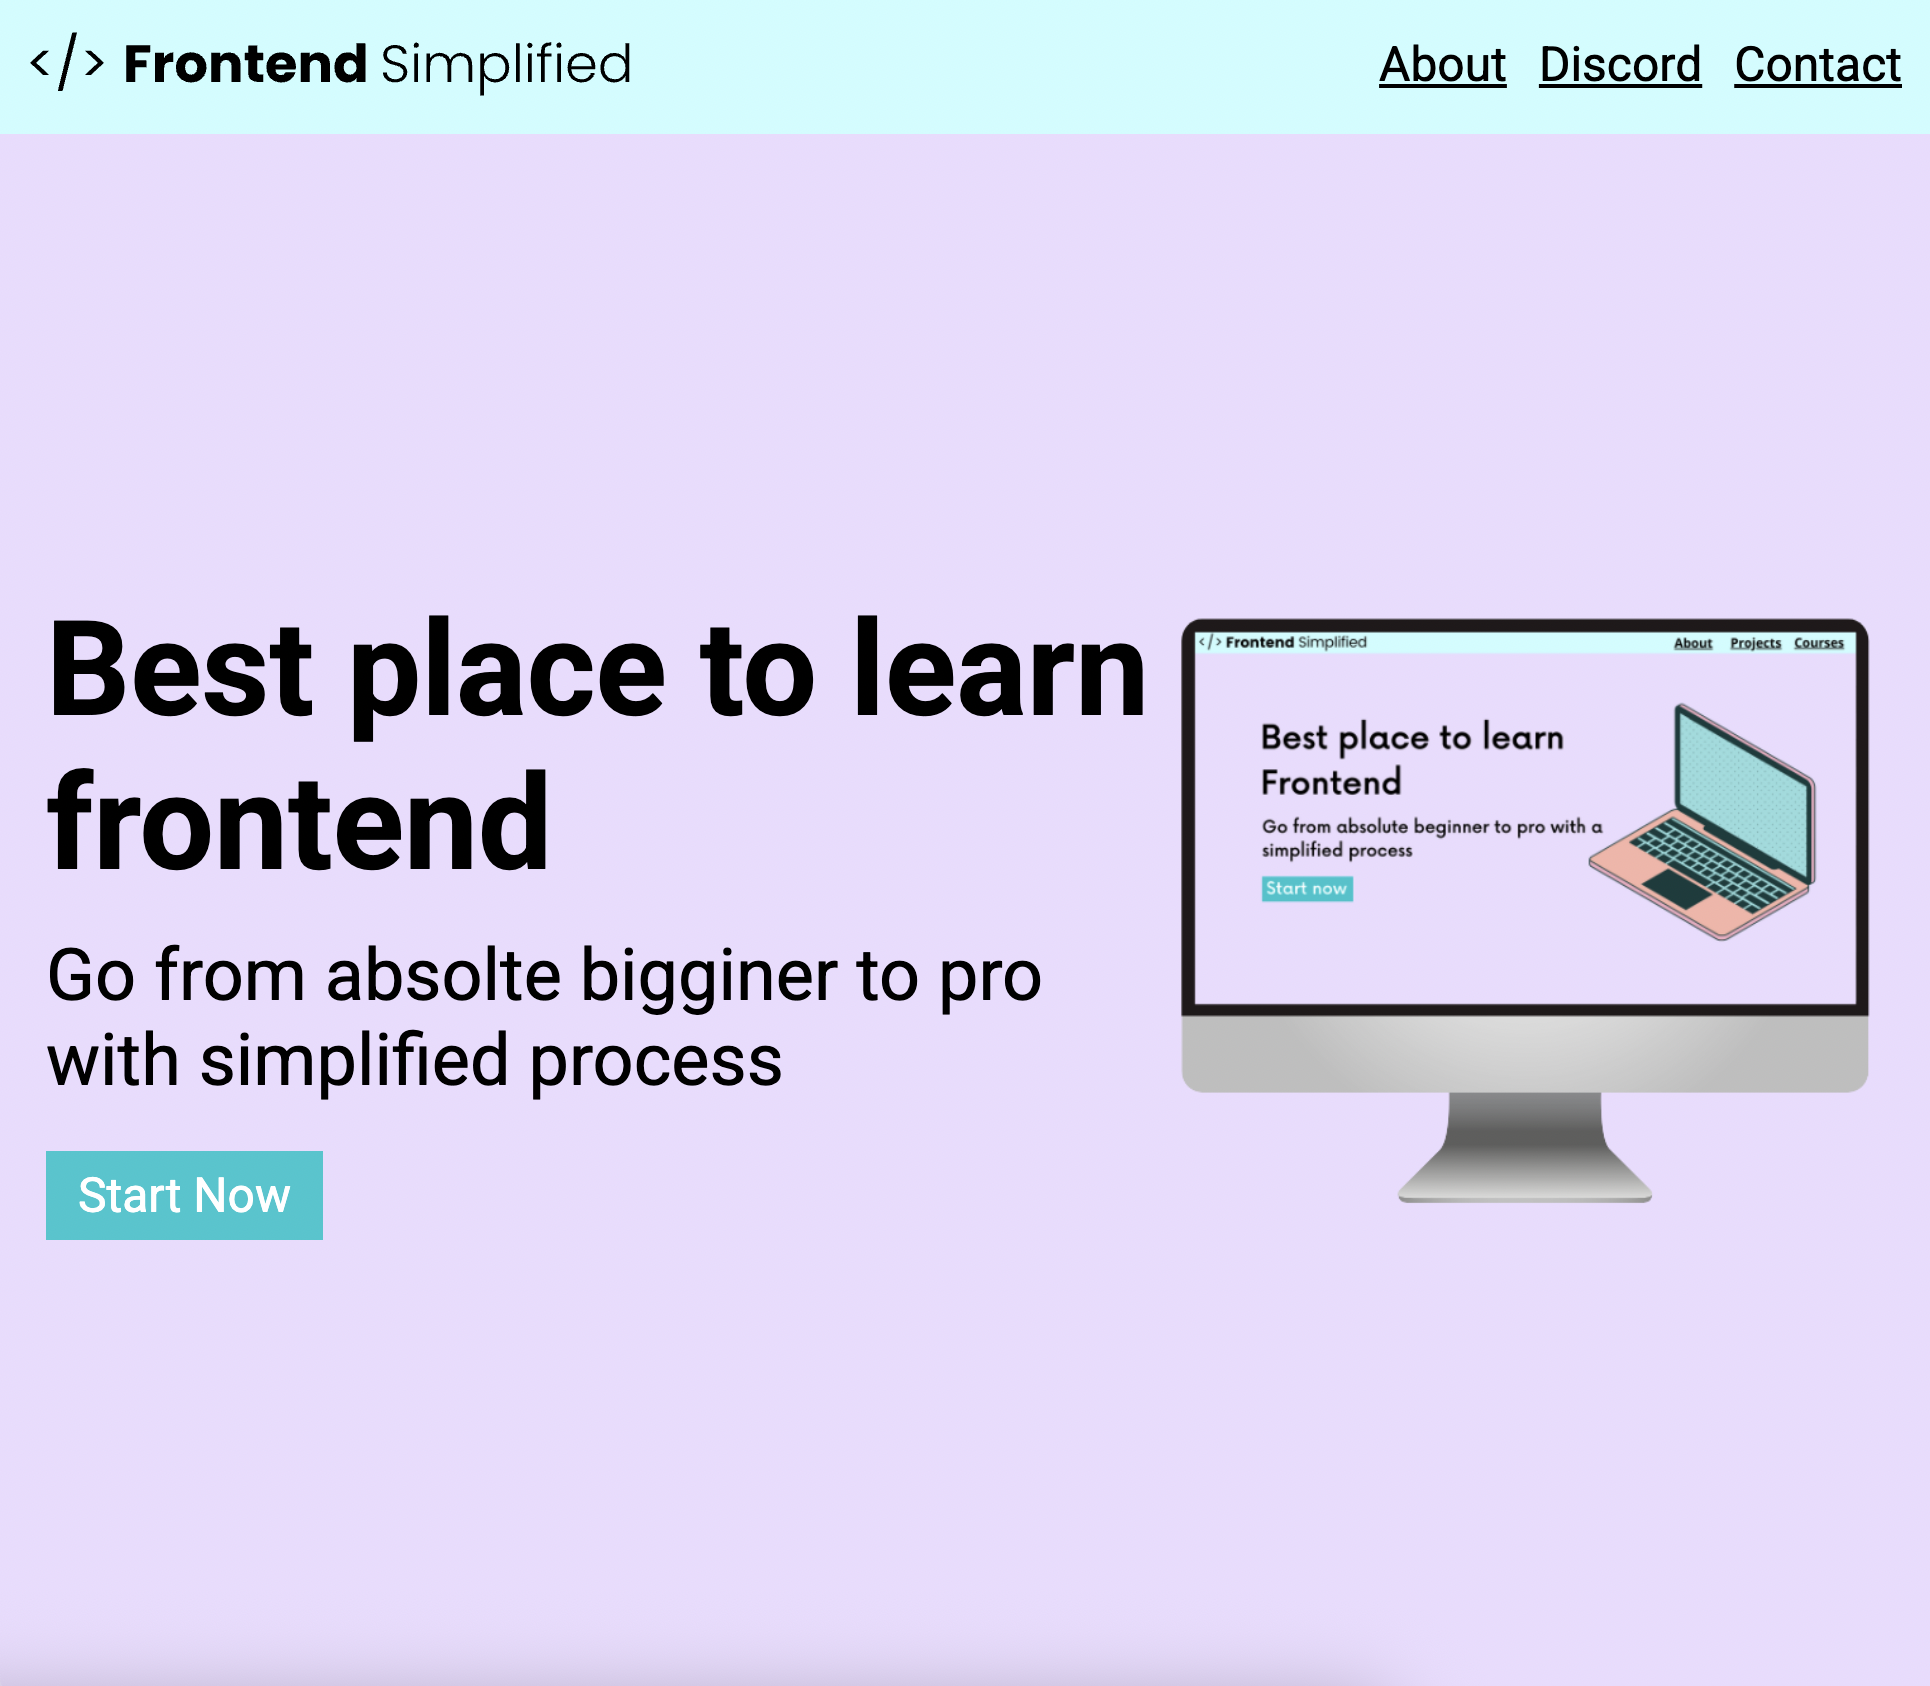 </> Frontend Simplified
About Discord Contact
Best place to learn
frontend
Go from absolte bigginer to pro
with simplified process
Start Now
</> Frontend Simplified
About Projects Courses
Best place to learn
Frontend
Go from absolute beginner to pro with a
simplified process
Start now